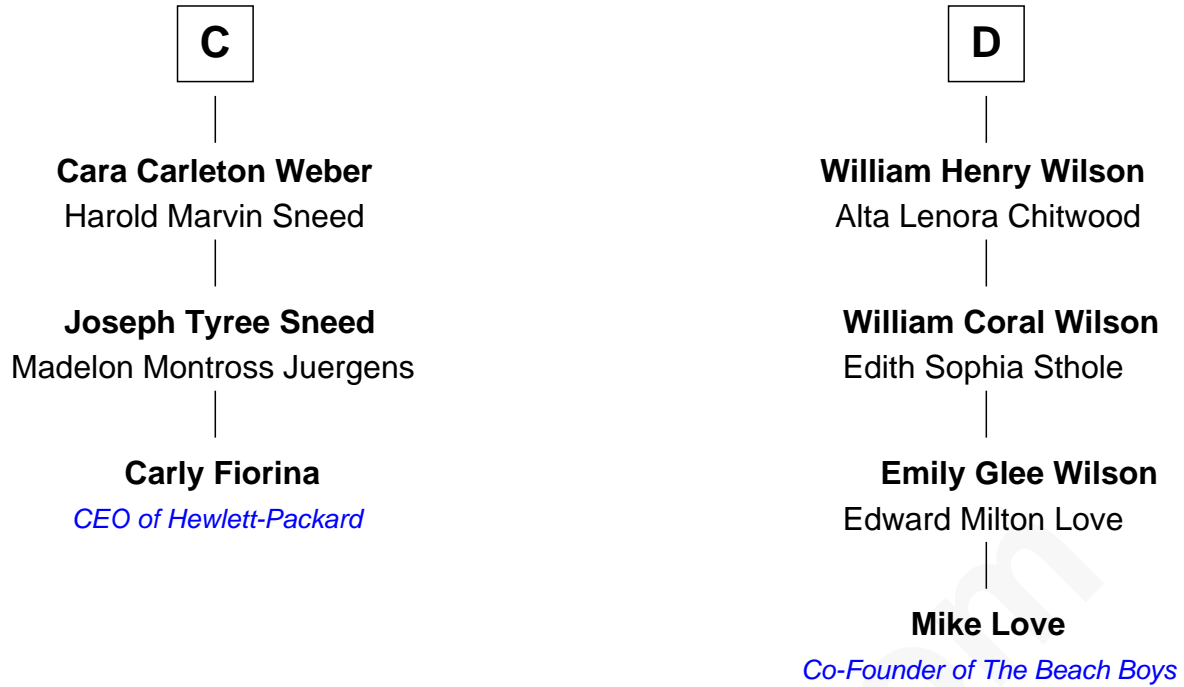 C
Cara Carleton Weber
Harold Marvin Sneed
Joseph Tyree Sneed
Madelon Montross Juergens
Carly Fiorina
CEO of Hewlett-Packard
D
William Henry Wilson
Alta Lenora Chitwood
William Coral Wilson
Edith Sophia Sthole
Emily Glee Wilson
Edward Milton Love
Mike Love
Co-Founder of The Beach Boys